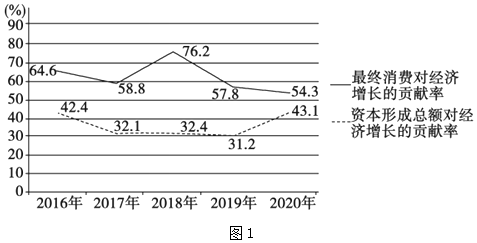 (%)
90
80
70
60
50
40
30
20
10
0
64.6
58.8
76.2
57.8
54.3
42.4
32.1
32.4
31.2
43.1
2016年
2017年
2018年
2019年
2020年
最终消费对经济
增长的贡献率
资本形成总额对经
济增长的贡献率
图1